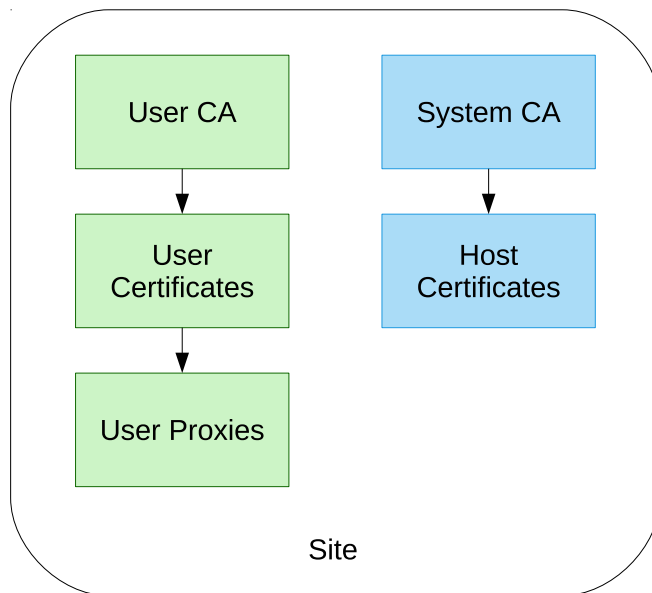 User CA
System CA
User
Certificates
Host
Certificates
User Proxies
Site